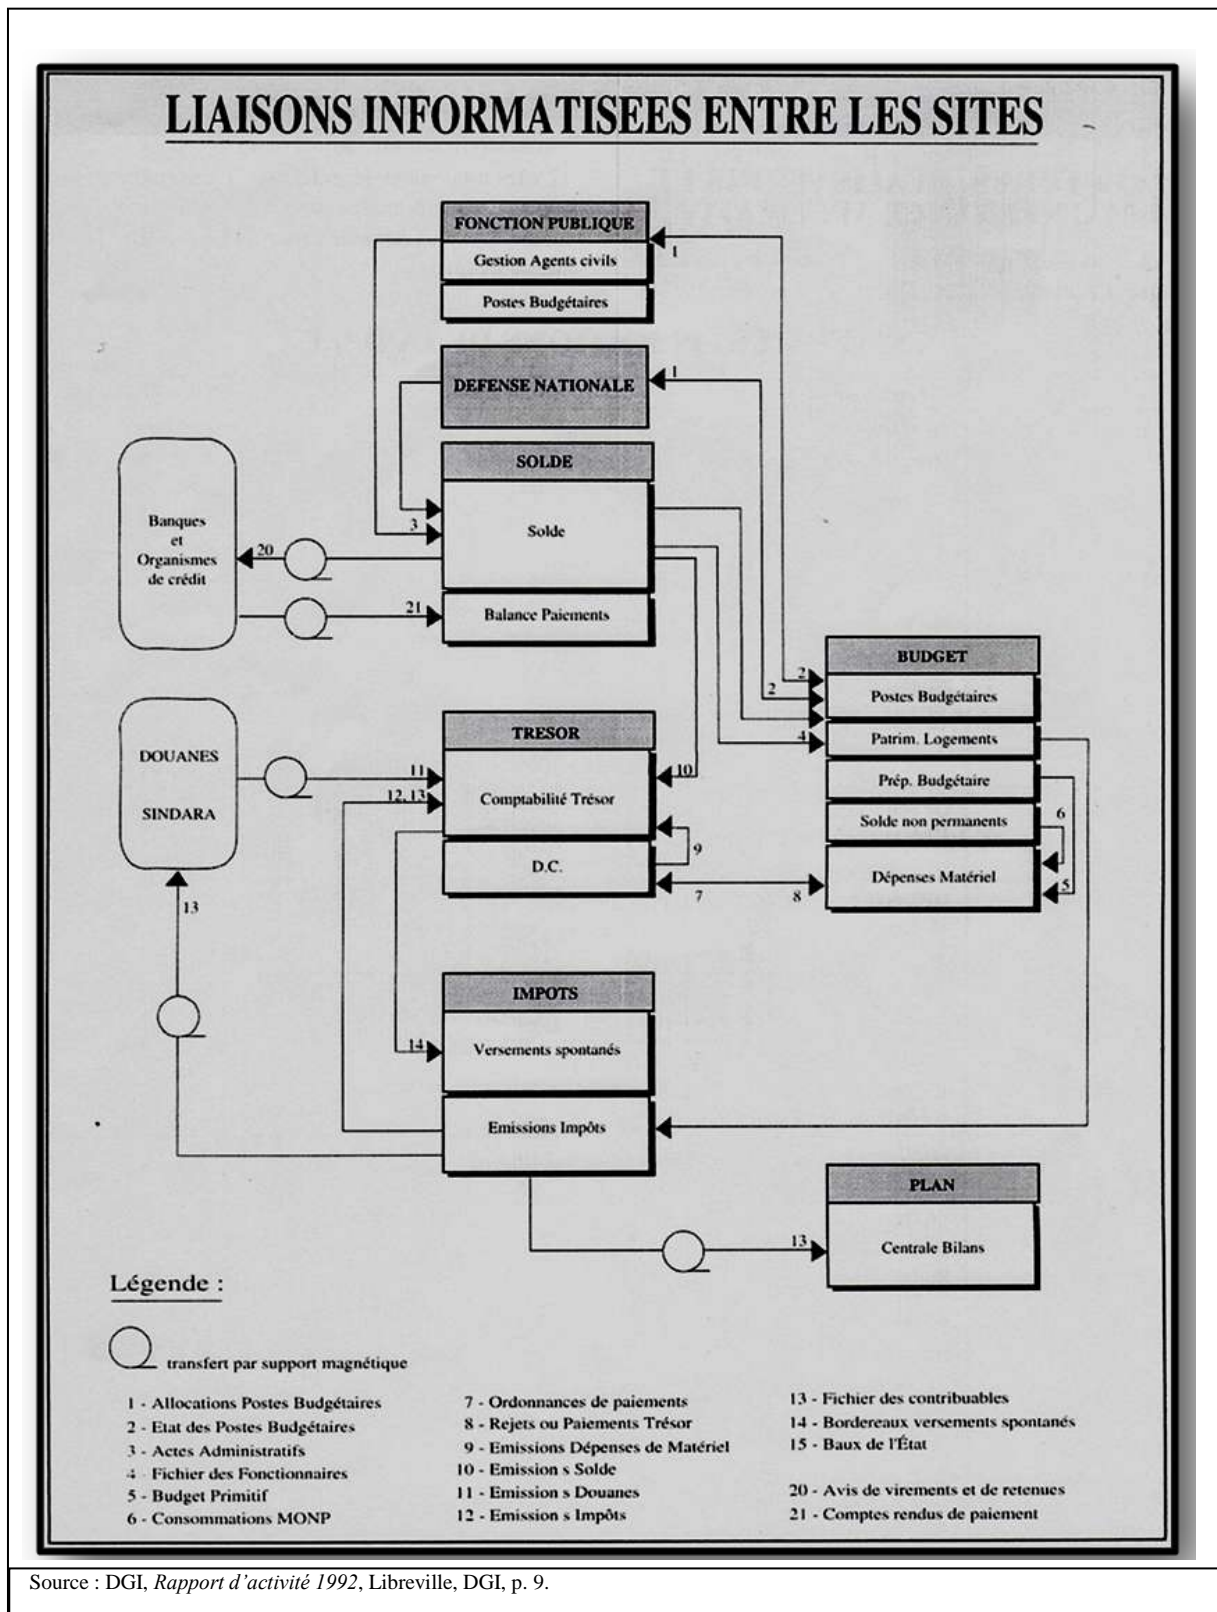 LIAISONS INFORMATISEES ENTRE LES SITES
FONCTION PUBLIQUE
Gestion Agents civils
Postes Budgétaires
1
DEFENSE NATIONALE
1
SOLDE
Solde
3
Banques
et
Organismes
de crédit
20
21
Balance Paiements
BUDGET
2
2
Postes Budgétaires
4
Patrim. Logements
Prép. Budgétaire
Solde non permanents
6
Dépenses Matériel
5
DOUANES
SINDARA
TRESOR
11
10
12, 13
Comptabilité Trésor
9
D.C.
7
8
13
IMPOTS
14
Versements spontanés
Emissions Impôts
PLAN
13
Centrale Bilans
Légende :
transfert par support magnétique
1 - Allocations Postes Budgétaires
2 - Etat des Postes Budgétaires
3 - Actes Administratifs
4 - Fichier des Fonctionnaires
5 - Budget Primitif
6 - Consommations MONP
7 - Ordonnances de paiements
8 - Rejets ou Paiements Trésor
9 - Emissions Dépenses de Matériel
10 - Emission s Solde
11 - Emission s Douanes
12 - Emission s Impôts
13 - Fichier des contribuables
14 - Bordereaux versements spontanés
15 - Baux de l'État
20 - Avis de virements et de retenues
21 - Comptes rendus de paiement
Source : DGI, Rapport d’activité 1992, Libreville, DGI, p. 9.